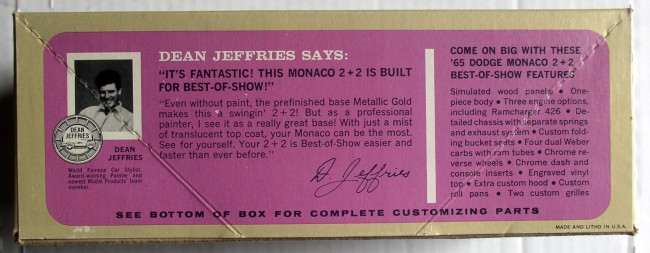 DEAN JEFFRIES SAYS:
"IT'S FANTASTIC! THIS MONACO 2+2 IS BUILT
FOR BEST-OF-SHOW!"
"Even without paint, the prefinished base Metallic Gold
makes this a swingin' 2+2! But as a professional
painter, I see it as a really great base! With just a mist
of translucent top coat, your Monaco can be the most.
See for yourself. Your 2+2 is Best-of-Show easier and
faster than ever before."
D. Jeffries
DEAN
JEFFRIES
DEAN
JEFFRIES
World Famous Car Stylist,
Award-winning Painter and
newest Model Products' team
member.
COME ON BIG WITH THESE
'65 DODGE MONACO 2+2
BEST-OF-SHOW FEATURES
Simulated wood panels • One-
piece body • Three engine options,
including Ramcharger 426 • De-
tailed chassis with separate springs
and exhaust system • Custom fold-
ing bucket seats • Four dual Weber
carbs with ram tubes • Chrome re-
verse wheels • Chrome dash and
console inserts • Engraved vinyl
top • Extra custom hood • Custom
roll pans • Two custom grilles
SEE BOTTOM OF BOX FOR COMPLETE CUSTOMIZING PARTS
MADE AND LITHO IN U.S.A.